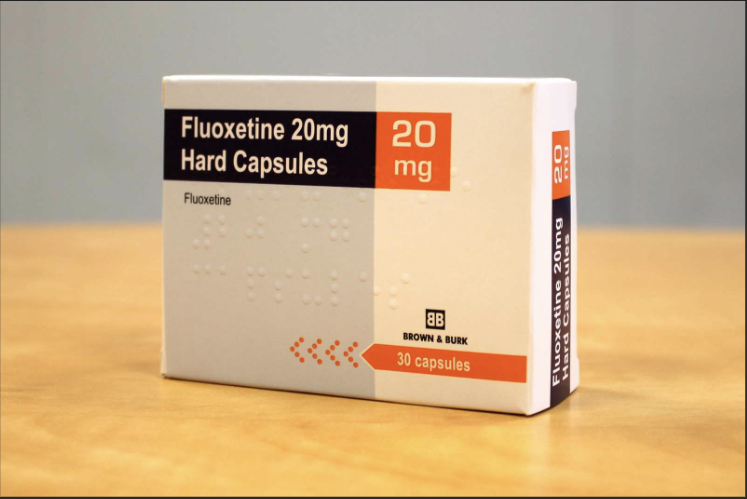 Fluoxetine 20mg
Hard Capsules
20
mg
Fluoxetine
BB
BROWN & BURK
30 capsules
Fluoxetine 20mg
Hard Capsules
20
mg